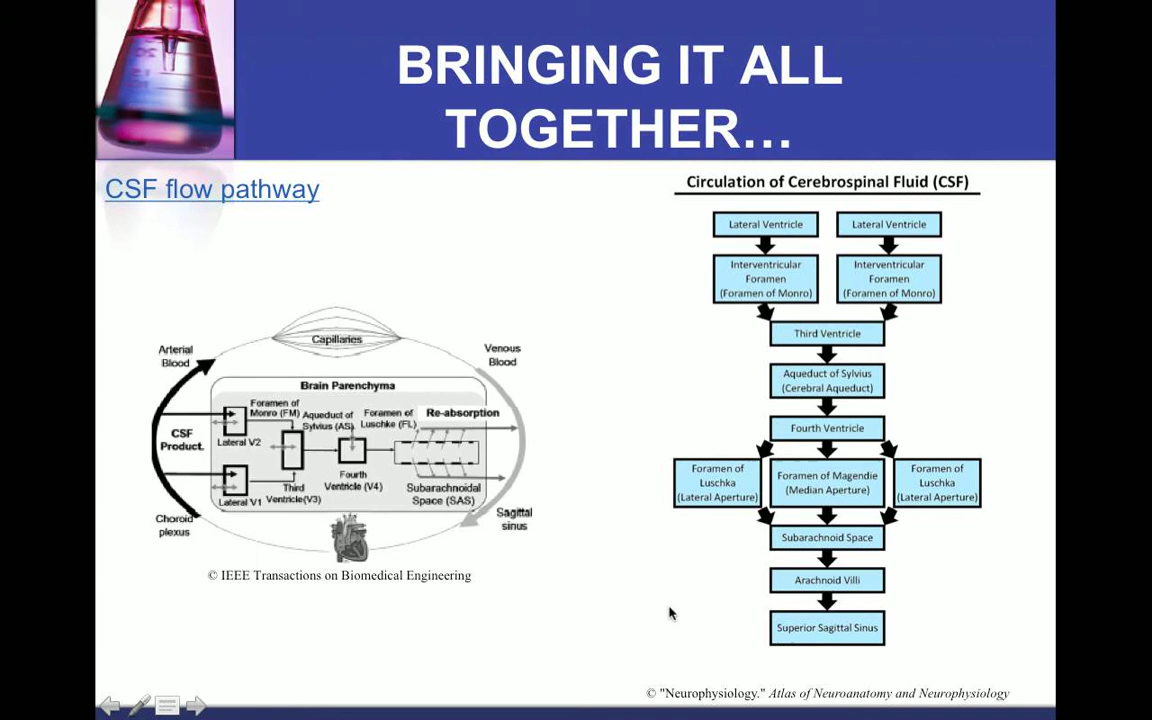 BRINGING IT ALL
TOGETHER...
CSF flow pathway
Capillaries
Arterial
Blood
Venous
Blood
Brain Parenchyma
Foramen of
Monro (FM)
Aqueduct of
Sylvius (AS)
Foramen of
Luschke (FL)
Re-absorption
CSF
Product.
Lateral V2
Lateral V1
Third
Ventricle(V3)
Fourth
Ventricle (V4)
Subarachnoidal
Space (SAS)
Choroid
plexus
Sagittal
sinus
© IEEE Transactions on Biomedical Engineering
Circulation of Cerebrospinal Fluid (CSF)
Lateral Ventricle
Lateral Ventricle
Interventricular
Foramen
(Foramen of Monro)
Interventricular
Foramen
(Foramen of Monro)
Third Ventricle
Aqueduct of Sylvius
(Cerebral Aqueduct)
Fourth Ventricle
Foramen of
Luschka
(Lateral Aperture)
Foramen of Magendie
(Median Aperture)
Foramen of
Luschka
(Lateral Aperture)
Subarachnoid Space
Arachnoid Villi
Superior Sagittal Sinus
© "Neurophysiology." Atlas of Neuroanatomy and Neurophysiology